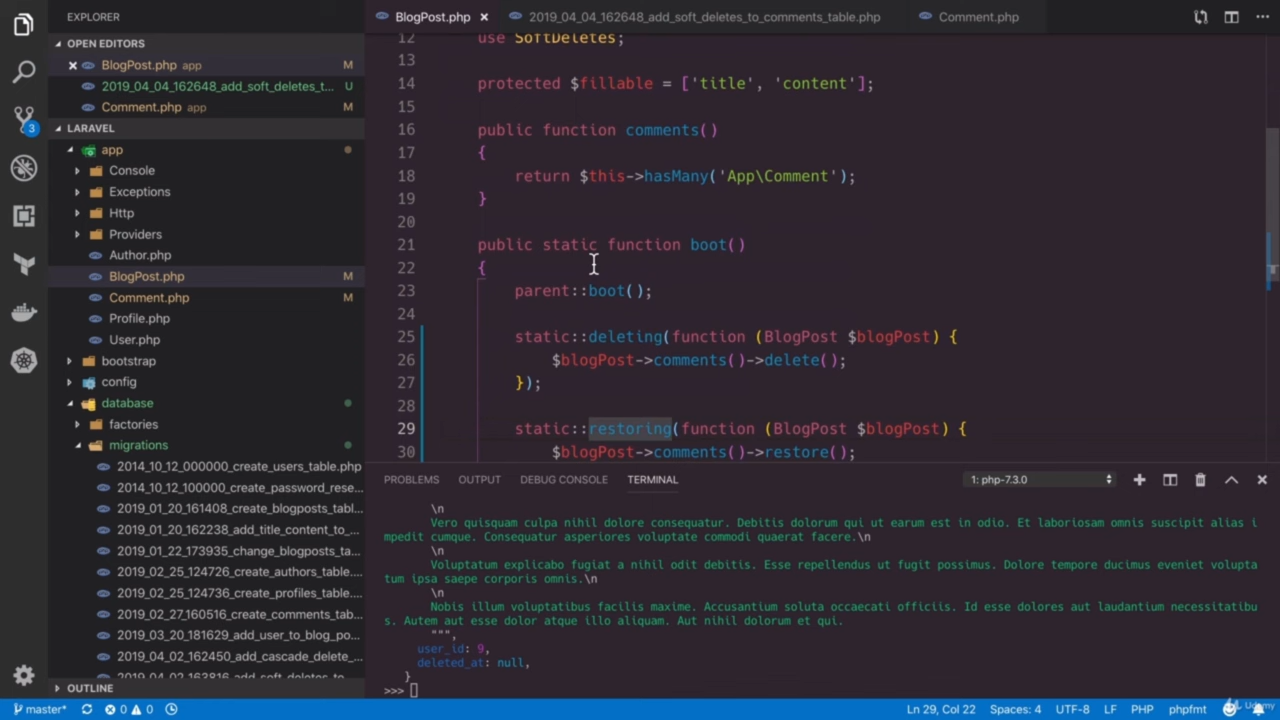 EXPLORER
OPEN EDITORS
BlogPost.php app M
2019_04_04_162648_add_soft_deletes_t... U
Comment.php app M
LARAVEL
app
Console
Exceptions
Http
Providers
Author.php
BlogPost.php M
Comment.php M
Profile.php
User.php
bootstrap
config
database
factories
migrations
2014_10_12_000000_create_users_table.php
2014_10_12_100000_create_password_rese...
2019_01_20_161408_create_blogposts_tabl...
2019_01_20_162238_add_title_content_to_...
2019_01_22_173935_change_blogposts_ta...
2019_02_25_124726_create_authors_table....
2019_02_25_124736_create_profiles_table....
2019_02_27_160516_create_comments_tab...
2019_03_20_181629_add_user_to_blog_po...
2019_04_02_162450_add_cascade_delete_...
2019_04_02_163816_add_soft_deletes_to_...
OUTLINE
3
BlogPost.php
2019_04_04_162648_add_soft_deletes_to_comments_table.php
Comment.php
12 use SoftDeletes;
13
14 protected $fillable = ['title', 'content'];
15
16 public function comments()
17 {
18 return $this->hasMany('App\Comment');
19 }
20
21 public static function boot()
22 {
23 parent::boot();
24
25 static::deleting(function (BlogPost $blogPost) {
26 $blogPost->comments()->delete();
27 });
28
29 static::restoring(function (BlogPost $blogPost) {
30 $blogPost->comments()->restore();
PROBLEMS OUTPUT DEBUG CONSOLE TERMINAL 1: php-7.3.0
\n
Vero quisquam culpa nihil dolore consequatur. Debitis dolorum qui ut earum est in odio. Et laboriosam omnis suscipit alias i
mpedit cumque. Consequatur asperiores voluptate commodi quaerat facere.\n
\n
Voluptatum explicabo fugiat a nihil odit debitis. Esse repellendus ut fugit possimus. Dolore tempore ducimus eveniet volupta
tum ipsa saepe corporis omnis.\n
\n
Nobis illum voluptatibus facilis maxime. Accusantium soluta occaecati officiis. Id esse dolores aut laudantium necessitatibu
s. Autem aut esse dolor atque illo aliquam. Aut nihil dolorum et qui.
""",
user_id: 9,
deleted_at: null,
}
>>>
master* 0 0 Ln 29, Col 22 Spaces: 4 UTF-8 LF PHP phpfmt
Udemy